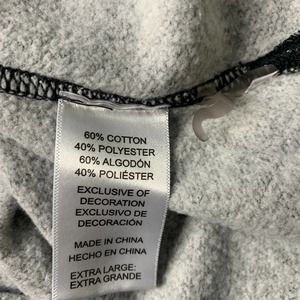 60% COTTON
40% POLYESTER
60% ALGODÓN
40% POLIÉSTER
EXCLUSIVE OF
DECORATION
EXCLUSIVO DE
DECORACIÓN
MADE IN CHINA
HECHO EN CHINA
EXTRA LARGE:
EXTRA GRANDE